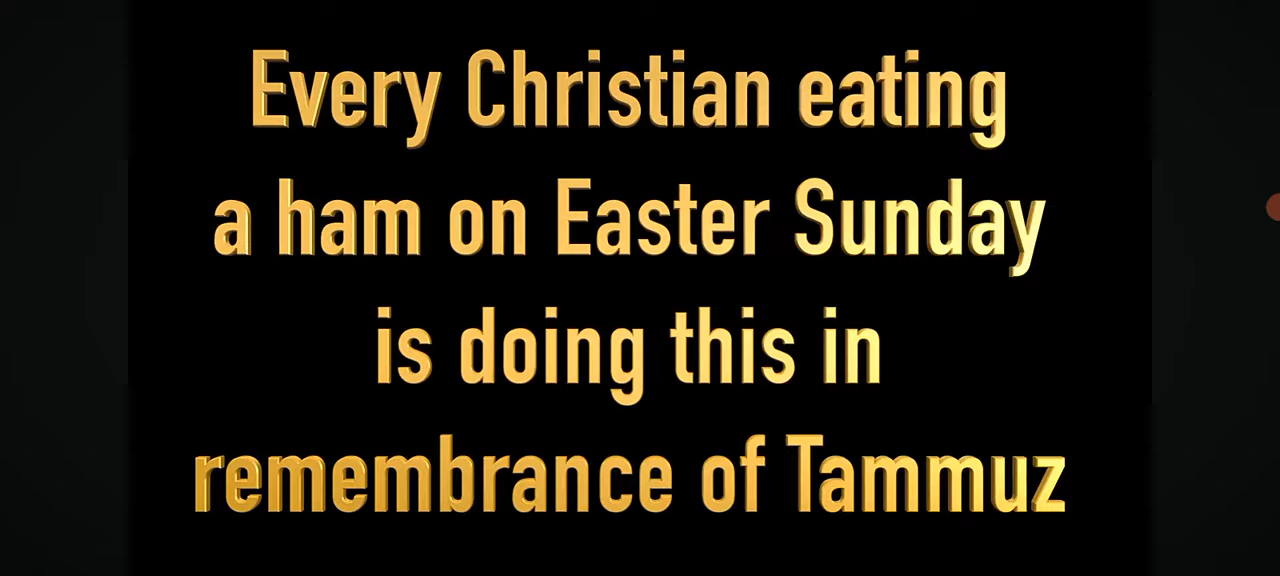 Every Christian eating
a ham on Easter Sunday
is doing this in
remembrance of Tammuz